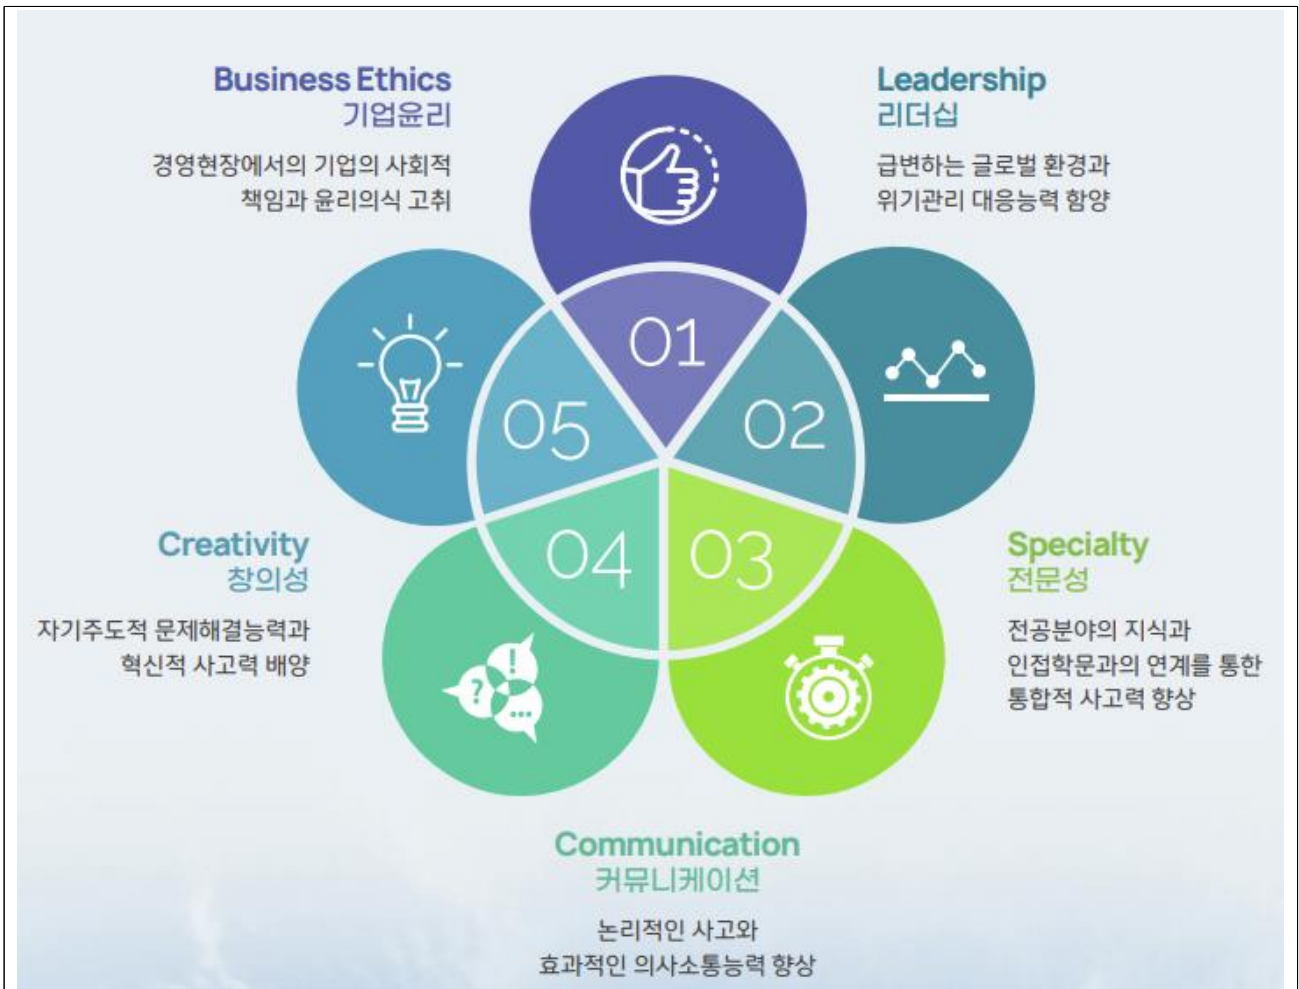 Business Ethics
기업윤리
경영현장에서의 기업의 사회적
책임과 윤리의식 고취
Leadership
리더십
급변하는 글로벌 환경과
위기관리 대응능력 함양
01
02
03
04
05
Specialty
전문성
전공분야의 지식과
인접학문과의 연계를 통한
통합적 사고력 향상
Communication
커뮤니케이션
논리적인 사고와
효과적인 의사소통능력 향상
Creativity
창의성
자기주도적 문제해결능력과
혁신적 사고력 배양
!
?
...